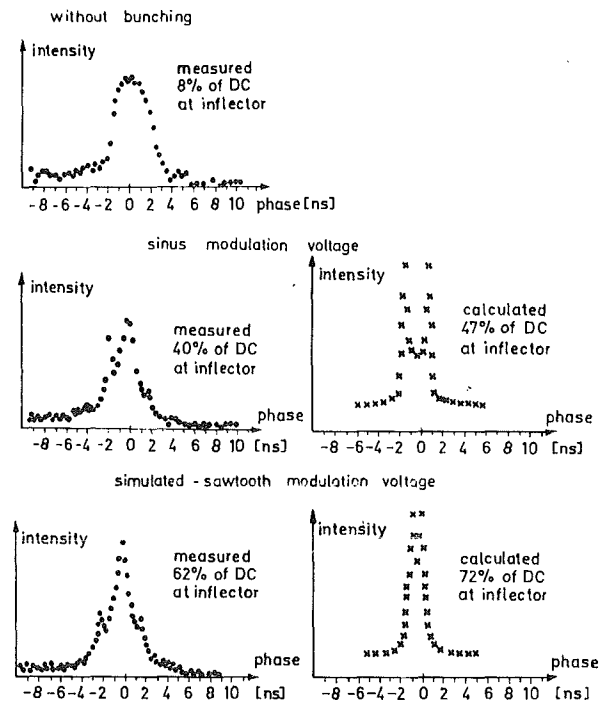 without bunching
intensity
measured
8% of DC
at inflector
-8 -6 -4 -2 0 2 4 6 8 10 phase[ns]
sinus modulation voltage
intensity
measured
40% of DC
at inflector
phase
-8 -6 -4 -2 0 2 4 6 8 10 [ns]
intensity
calculated
47% of DC
at inflector
phase
-6 -4 -2 0 2 4 6 8 10 [ns]
simulated - sawtooth modulation voltage
intensity
measured
62% of DC
at inflector
phase
-8 -6 -4 -2 0 2 4 6 8 10 [ns]
intensity
calculated
72% of DC
at inflector
phase
-8 -6 -4 -2 0 2 4 6 8 10 [ns]